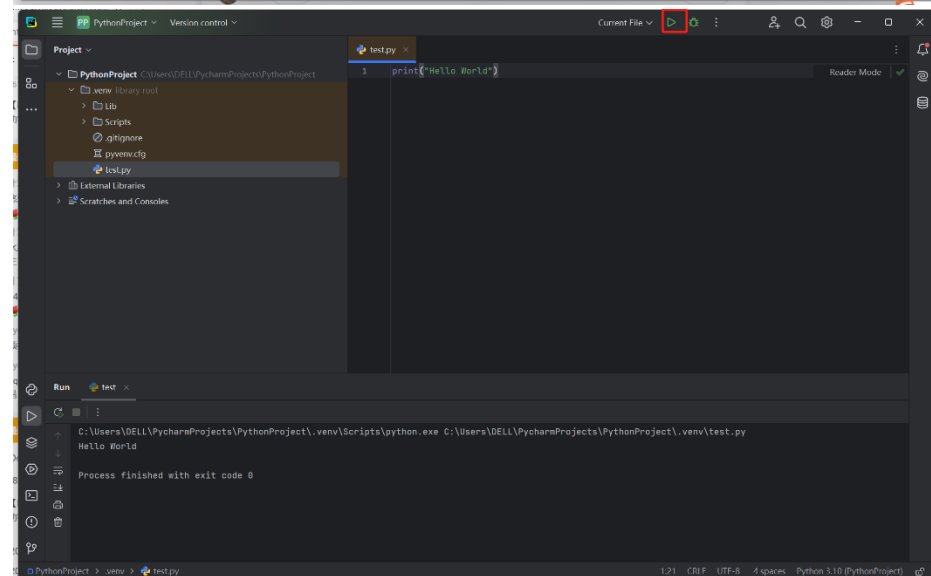 PP PythonProject Version control Current File
Project
test.py
PythonProject C:\Users\DELL\PycharmProjects\PythonProject
1 print("Hello World")
Reader Mode
.venv library root
Lib
Scripts
.gitignore
pyvenv.cfg
test.py
External Libraries
Scratches and Consoles
Run test
C:\Users\DELL\PycharmProjects\PythonProject\.venv\Scripts\python.exe C:\Users\DELL\PycharmProjects\PythonProject\.venv\test.py
Hello World
Process finished with exit code 0
PythonProject > .venv > test.py 1:21 CRLF UTF-8 4 spaces Python 3.10 (PythonProject)